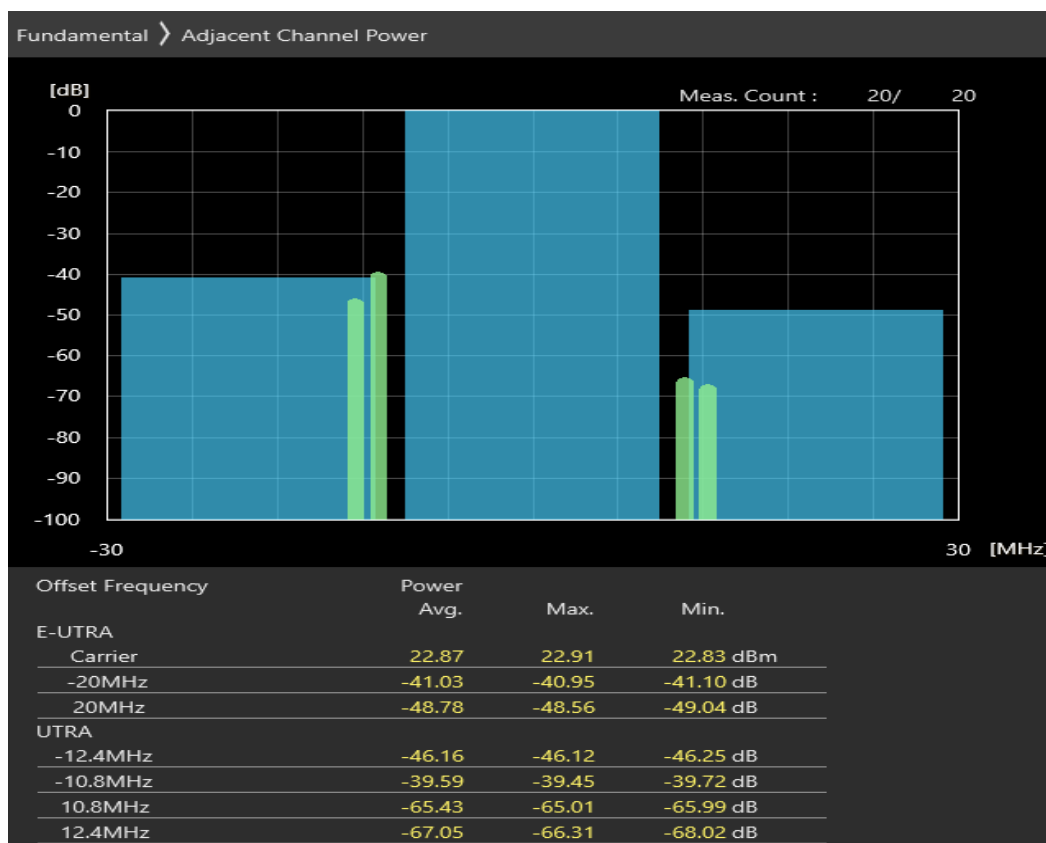 Fundamental 〉 Adjacent Channel Power
[dB] Meas. Count : 20/ 20
0
-10
-20
-30
-40
-50
-60
-70
-80
-90
-100
-30 30 [MHz]
Offset Frequency Power
Avg. Max. Min.
E-UTRA
Carrier 22.87 22.91 22.83 dBm
-20MHz -41.03 -40.95 -41.10 dB
20MHz -48.78 -48.56 -49.04 dB
UTRA
-12.4MHz -46.16 -46.12 -46.25 dB
-10.8MHz -39.59 -39.45 -39.72 dB
10.8MHz -65.43 -65.01 -65.99 dB
12.4MHz -67.05 -66.31 -68.02 dB